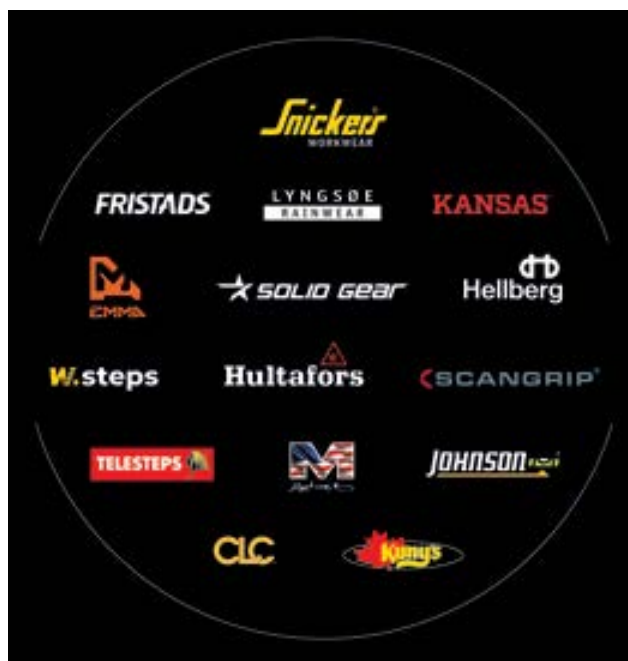 Snickers
WORKWEAR
FRISTADS
LYNGSØE
RAINWEAR
KANSAS
EMMA
SOLID GEAR
Hellberg
W.steps
Hultafors
SCANGRIP®
TELESTEPS
M
JOHNSON
CLC
Kuny's